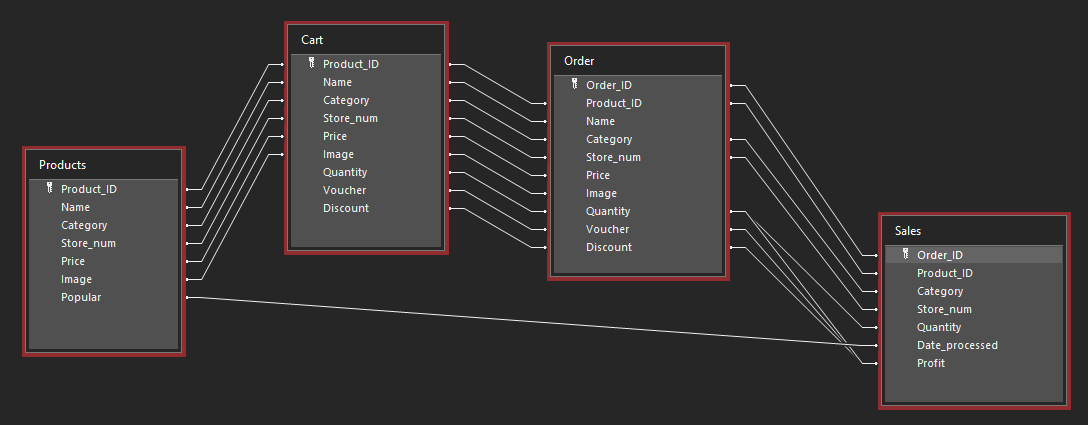 Products
Product_ID
Name
Category
Store_num
Price
Image
Popular
Cart
Product_ID
Name
Category
Store_num
Price
Image
Quantity
Voucher
Discount
Order
Order_ID
Product_ID
Name
Category
Store_num
Price
Image
Quantity
Voucher
Discount
Sales
Order_ID
Product_ID
Category
Store_num
Quantity
Date_processed
Profit